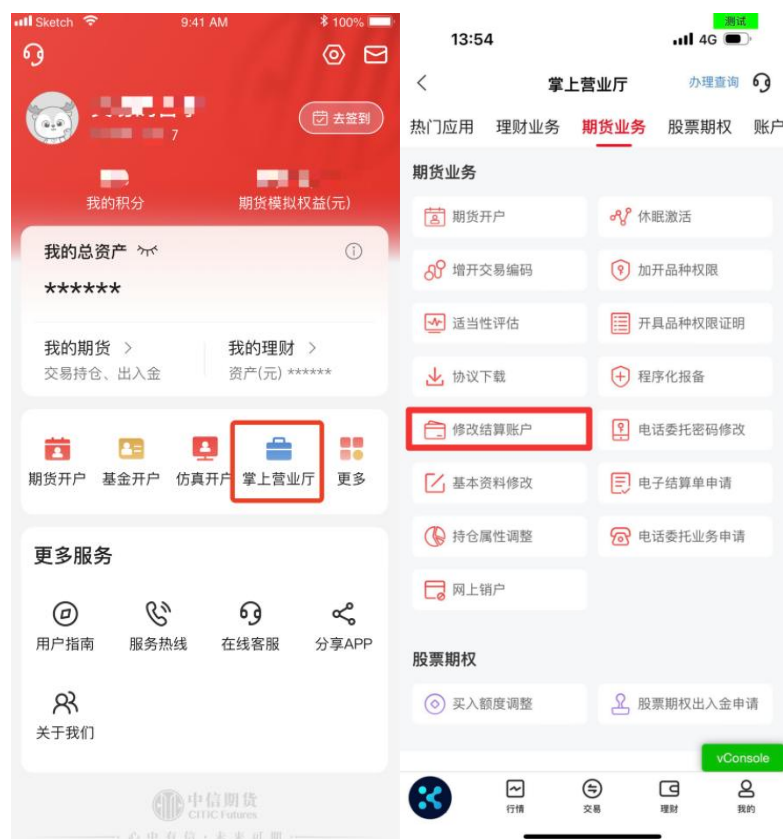 Sketch
9:41 AM
100%
7
去签到
我的积分
期货模拟权益(元)
我的总资产
******
我的期货 >
我的理财 >
交易持仓、出入金
资产(元) ******
期货开户
基金开户
仿真开户
掌上营业厅
更多
更多服务
用户指南
服务热线
在线客服
分享APP
关于我们
中信期货
CITIC Futures
心中有信·未来可期
测试
13:54
4G
掌上营业厅
办理查询
热门应用
理财业务
期货业务
股票期权
账户
期货业务
期货开户
休眠激活
增开交易编码
加开品种权限
适当性评估
开具品种权限证明
协议下载
程序化报备
修改结算账户
电话委托密码修改
基本资料修改
电子结算单申请
持仓属性调整
电话委托业务申请
网上销户
股票期权
买入额度调整
股票期权出入金申请
vConsole
行情
交易
理财
我的